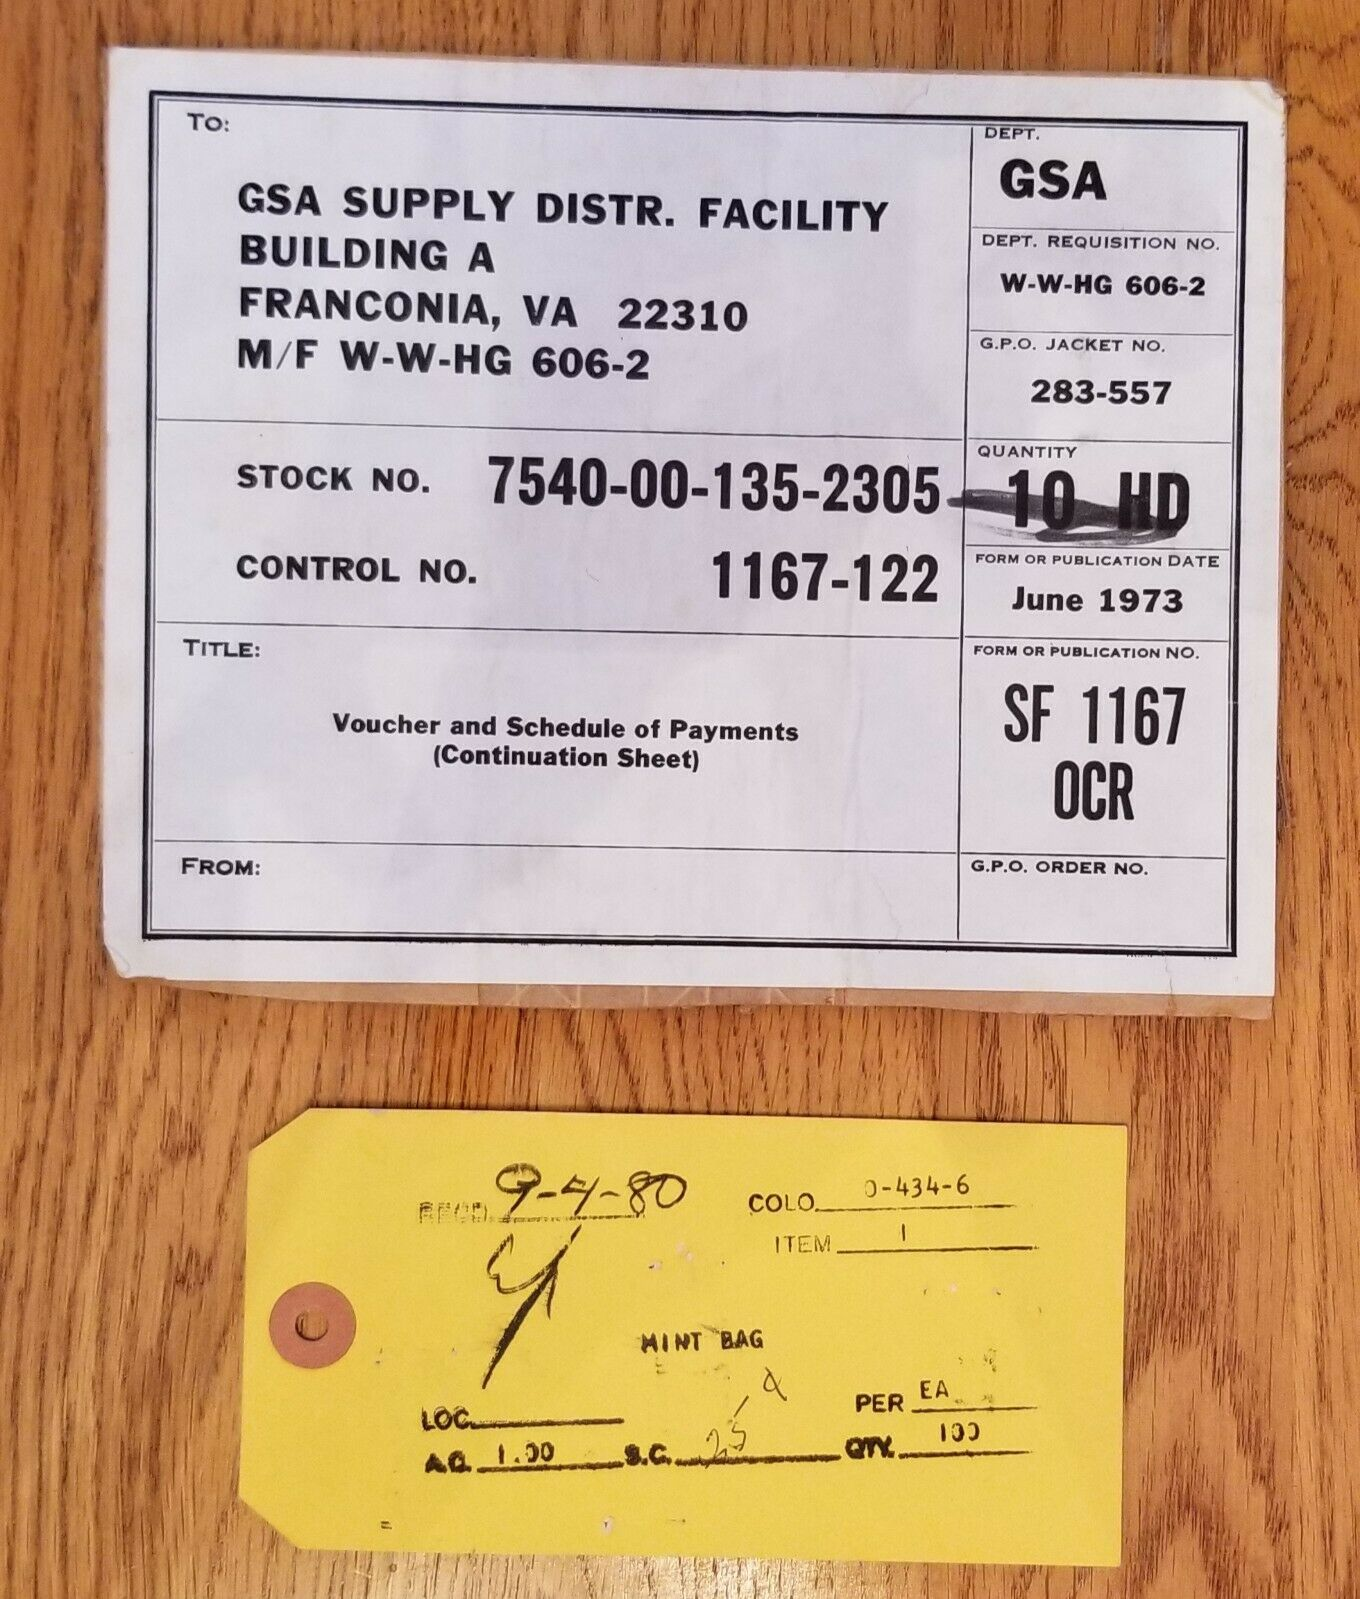 TO:
GSA SUPPLY DISTR. FACILITY
BUILDING A
FRANCONIA, VA 22310
M/F W-W-HG 606-2
STOCK NO. 7540-00-135-2305
CONTROL NO. 1167-122
TITLE:
Voucher and Schedule of Payments
(Continuation Sheet)
FROM:
DEPT.
GSA
DEPT. REQUISITION NO.
W-W-HG 606-2
G.P.O. JACKET NO.
283-557
QUANTITY
10 HD
FORM OR PUBLICATION DATE
June 1973
FORM OR PUBLICATION NO.
SF 1167
OCR
G.P.O. ORDER NO.
RECD. 9-4-80
COLO. 0-434-6
ITEM 1
MINT BAG
LOC.
PER EA
A.Q. 1.00 S.C. 25 QTY. 100